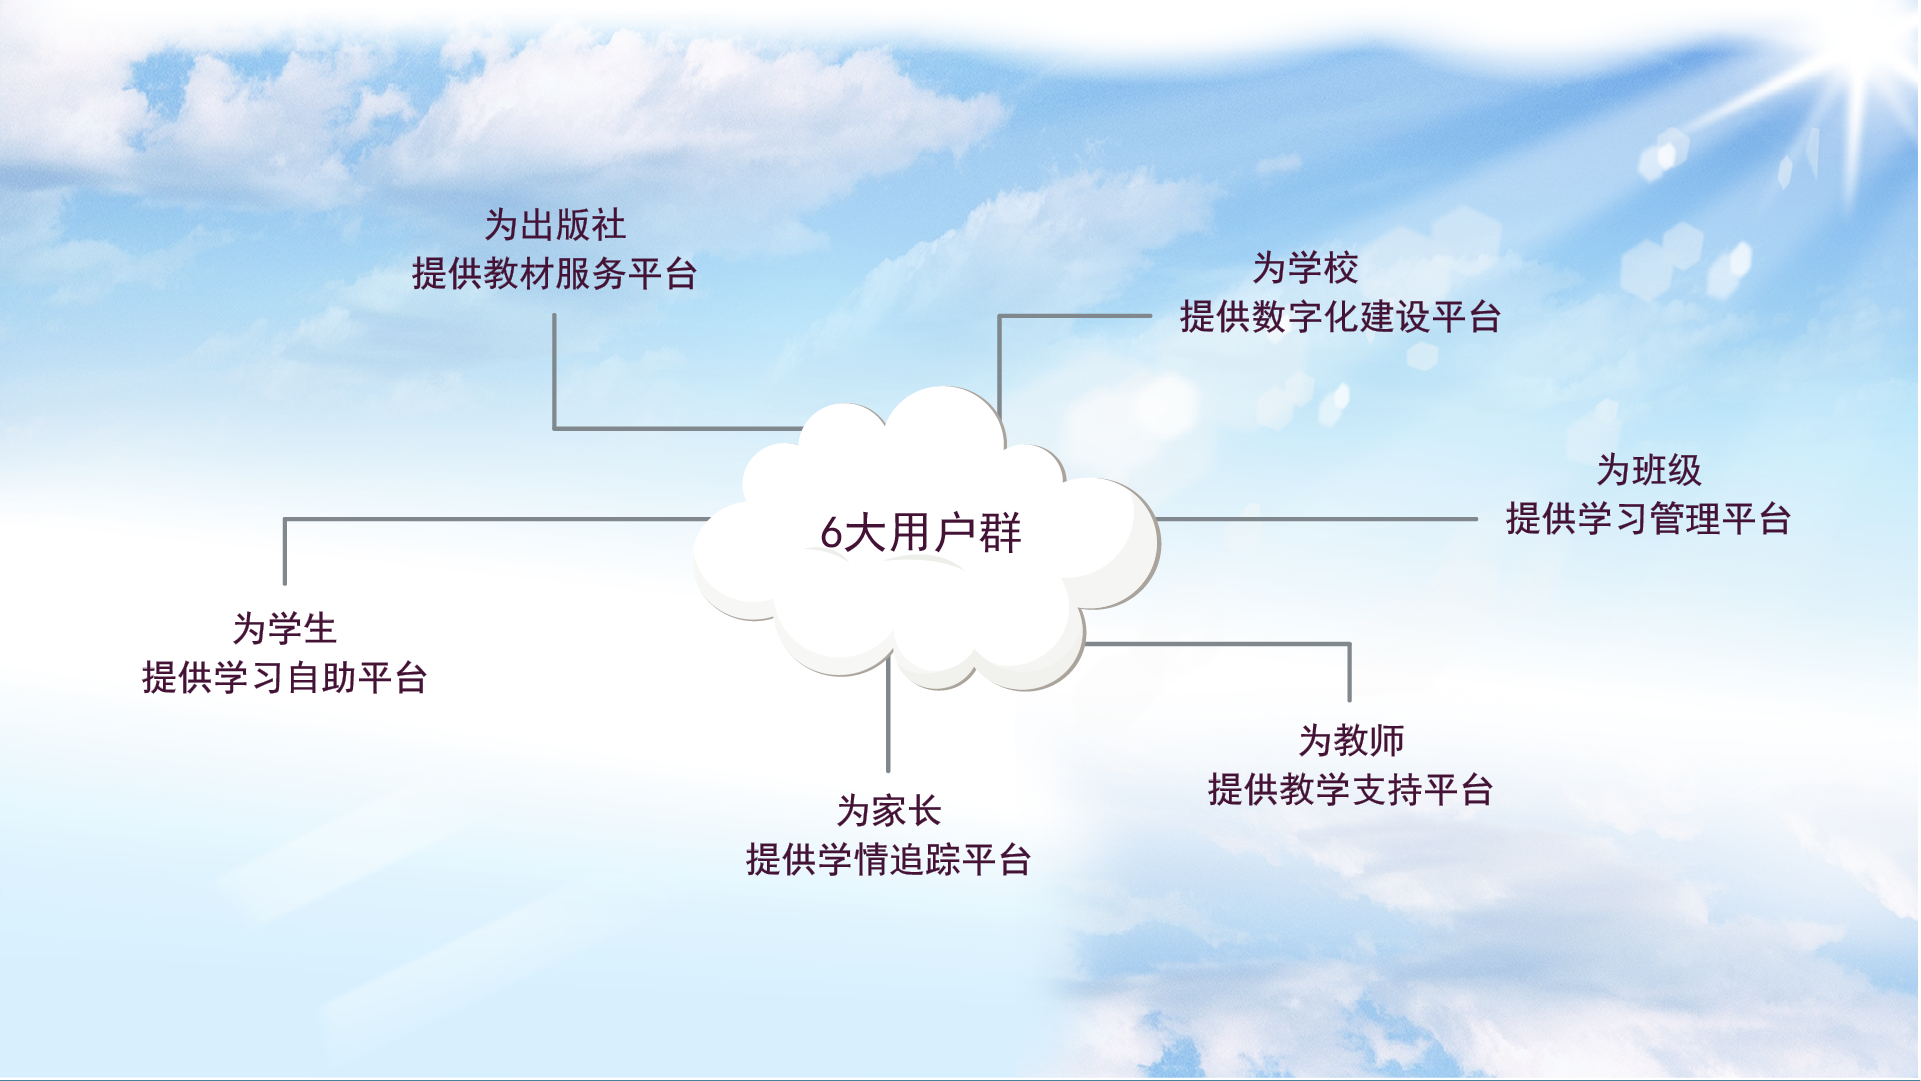 为出版社
提供教材服务平台
为学校
提供数字化建设平台
为班级
提供学习管理平台
6大用户群
为学生
提供学习自助平台
为教师
提供教学支持平台
为家长
提供学情追踪平台